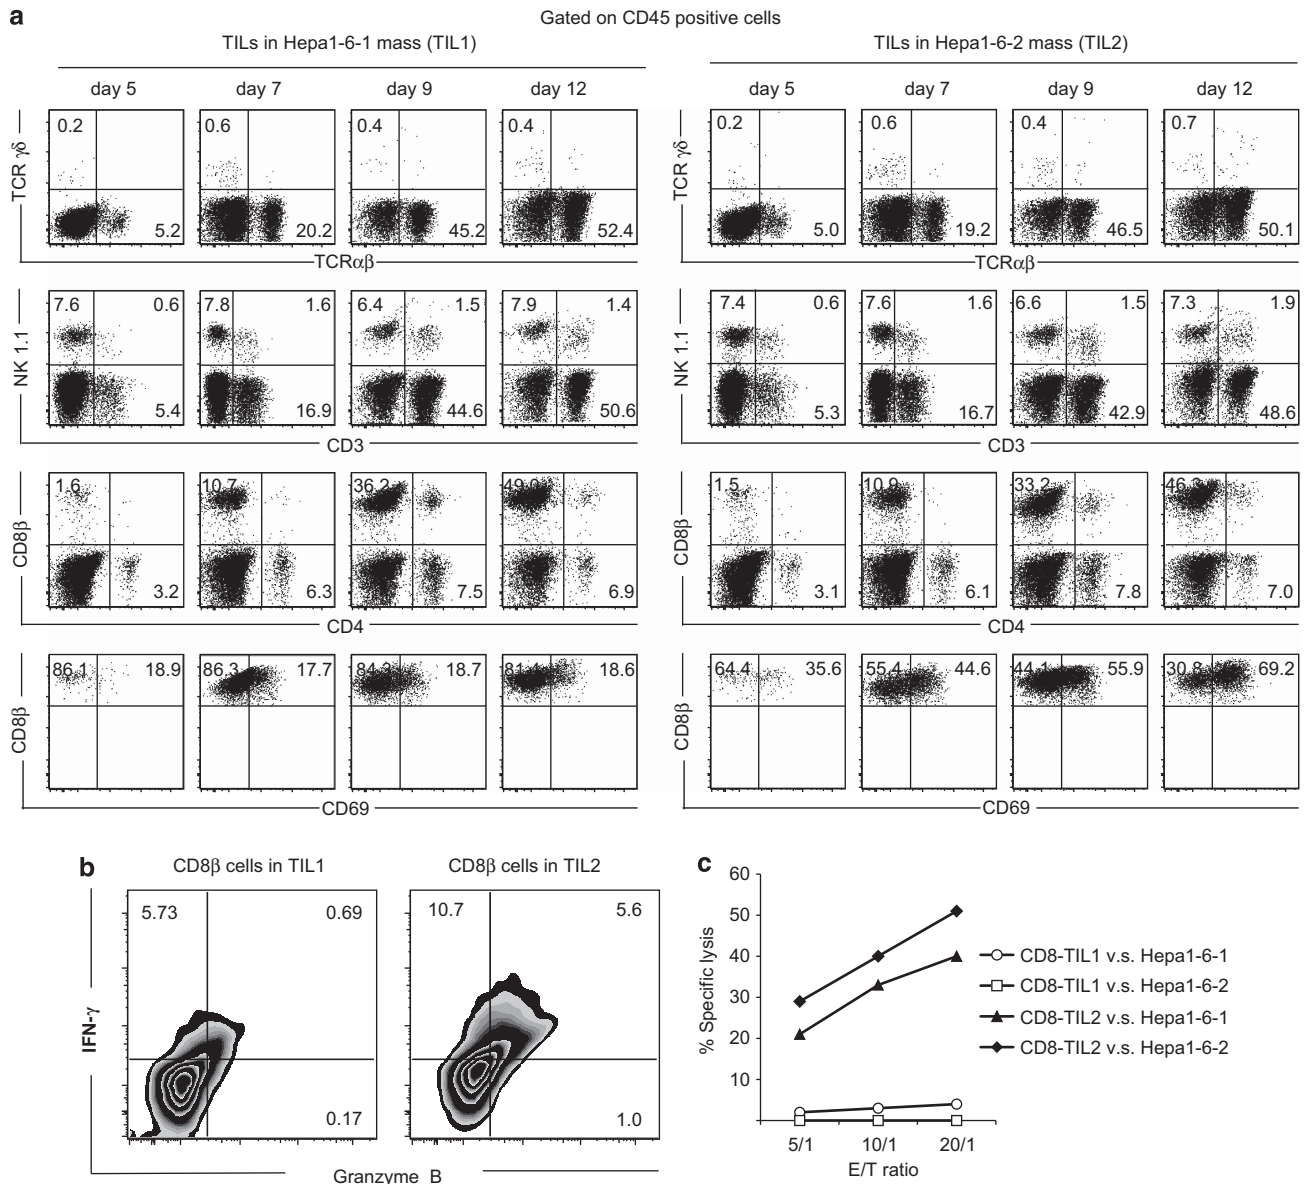 a
Gated on CD45 positive cells
TILs in Hepa1-6-1 mass (TIL1)
TILs in Hepa1-6-2 mass (TIL2)
day 5 day 7 day 9 day 12 day 5 day 7 day 9 day 12
TCR γδ
0.2 0.6 0.4 0.4
5.2 20.2 45.2 52.4
TCRαβ
TCR γδ
0.2 0.6 0.4 0.7
5.0 19.2 46.5 50.1
TCRαβ
NK 1.1
7.6 0.6 7.8 1.6 6.4 1.5 7.9 1.4
5.4 16.9 44.6 50.6
CD3
NK 1.1
7.4 0.6 7.6 1.6 6.6 1.5 7.3 1.9
5.3 16.7 42.9 48.6
CD3
CD8β
1.6 10.7 36.2
3.2 6.3 7.5 6.9
CD4
CD8β
1.5 10.9 33.2
3.1 6.1 7.8 7.0
CD4
CD8β
86.1 18.9 86.3 17.7 18.7 18.6
CD69
CD8β
64.4 35.6 55.4 44.6 44.1 55.9 30.8 69.2
CD69
b
CD8β cells in TIL1
CD8β cells in TIL2
IFN-γ
5.73 0.69
0.17
10.7 5.6
1.0
Granzyme B
c
% Specific lysis
60
50
40
30
20
10
5/1 10/1 20/1
E/T ratio
CD8-TIL1 v.s. Hepa1-6-1
CD8-TIL1 v.s. Hepa1-6-2
CD8-TIL2 v.s. Hepa1-6-1
CD8-TIL2 v.s. Hepa1-6-2